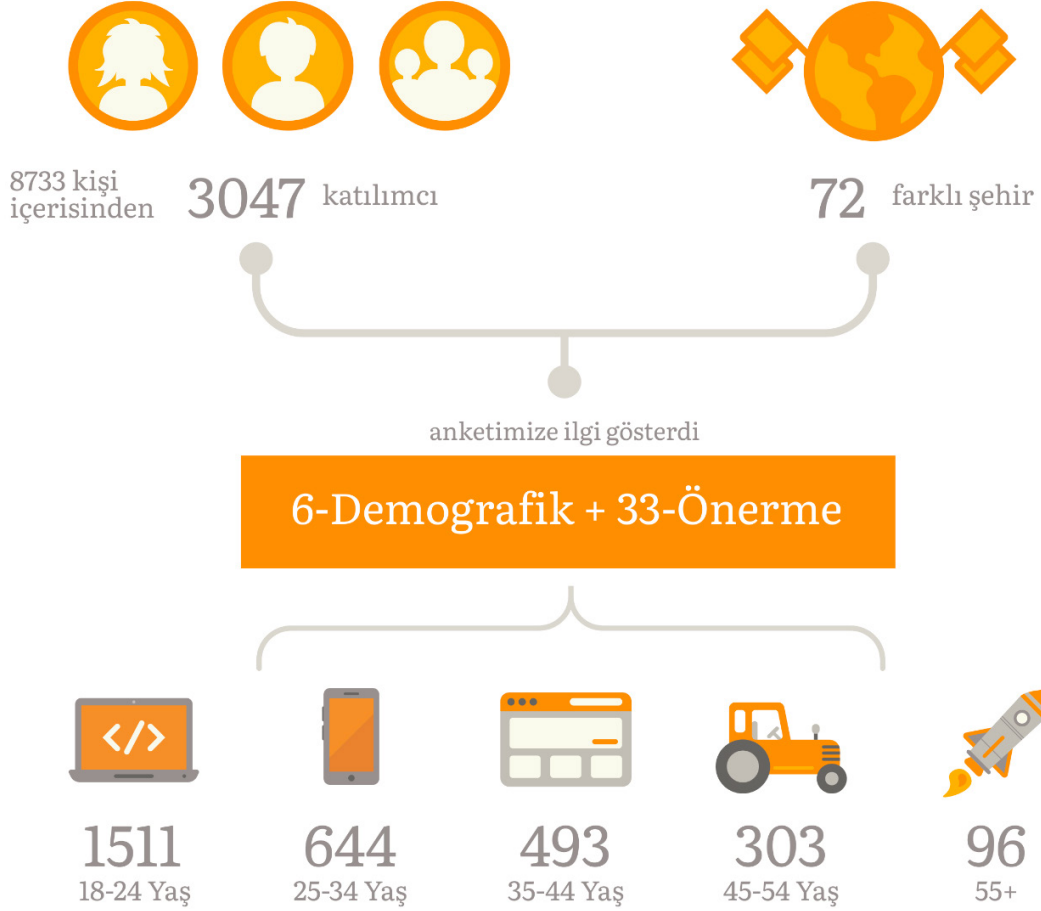 8733 kişi
içerisinden
3047 katılımcı
72 farklı şehir
anketimize ilgi gösterdi
6-Demografik + 33-Önerme
</>
1511
18-24 Yaş
644
25-34 Yaş
493
35-44 Yaş
303
45-54 Yaş
96
55+